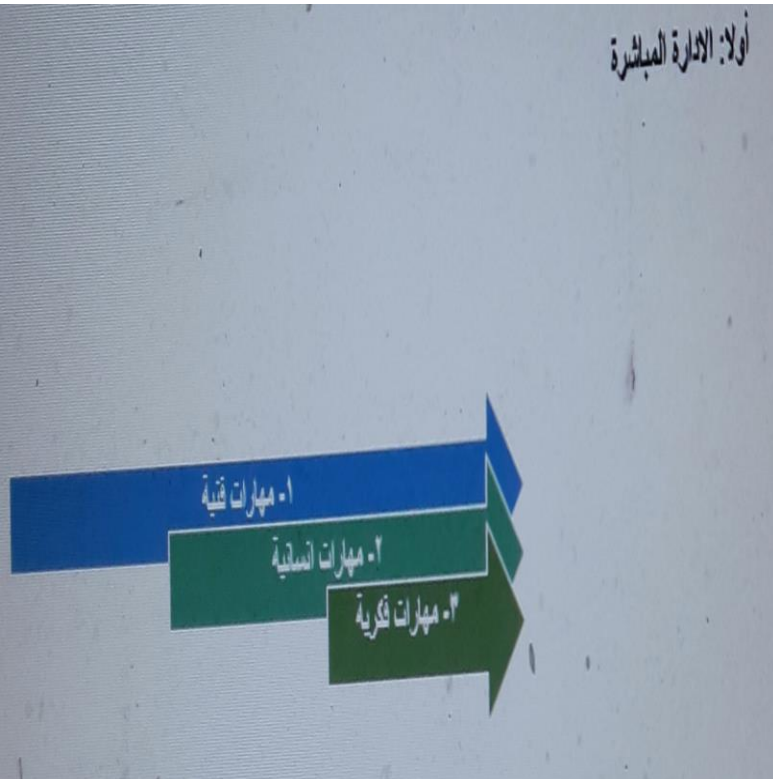 أولا: الادارة المباشرة
١- مهارات فنية
٢- مهارات انسانية
٣- مهارات فكرية